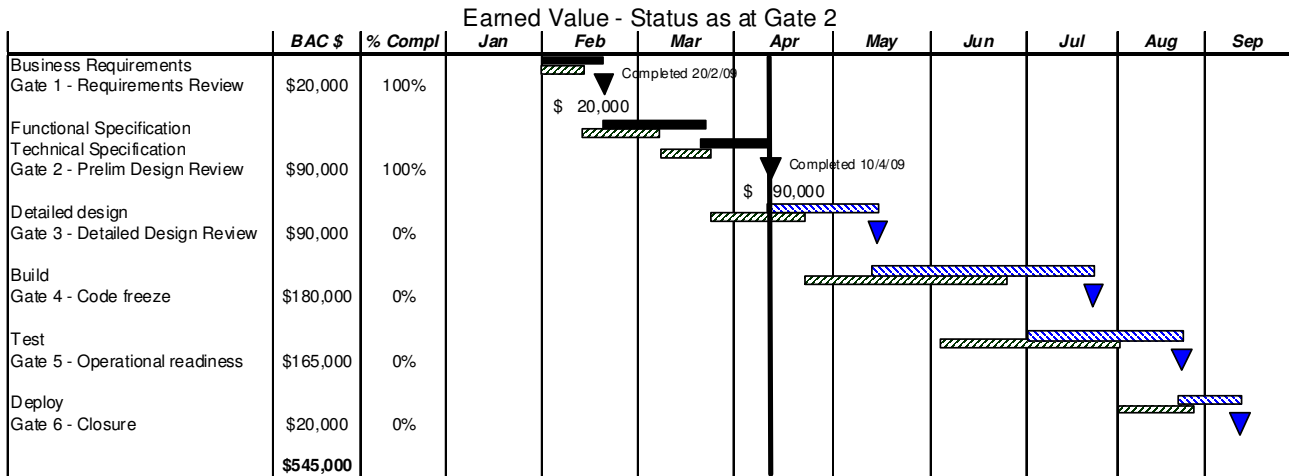 Earned Value - Status as at Gate 2
BAC $ % Compl Jan Feb Mar Apr May Jun Jul Aug Sep
Business Requirements
Completed 20/2/09
Gate 1 - Requirements Review $20,000 100%
$ 20,000
Functional Specification
Technical Specification
Gate 2 - Prelim Design Review $90,000 100% Completed 10/4/09
$ 90,000
Detailed design
Gate 3 - Detailed Design Review $90,000 0%
Build
Gate 4 - Code freeze $180,000 0%
Test
Gate 5 - Operational readiness $165,000 0%
Deploy
Gate 6 - Closure $20,000 0%
$545,000